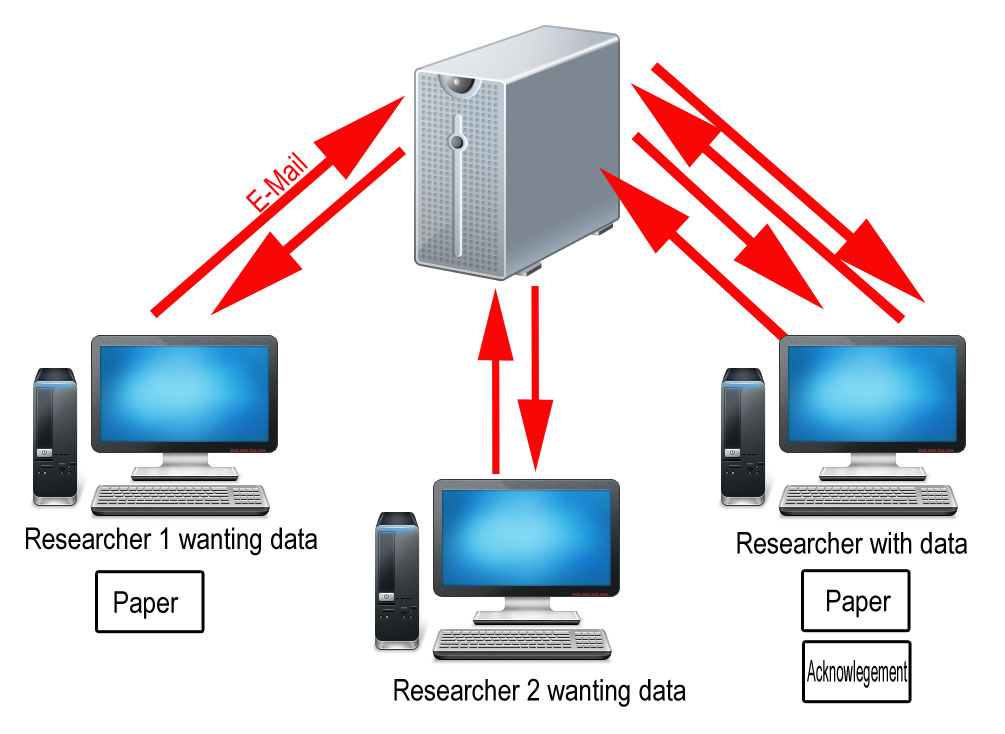 E-Mail
Researcher 1 wanting data
Paper
Researcher 2 wanting data
Researcher with data
Paper
Acknowlegement